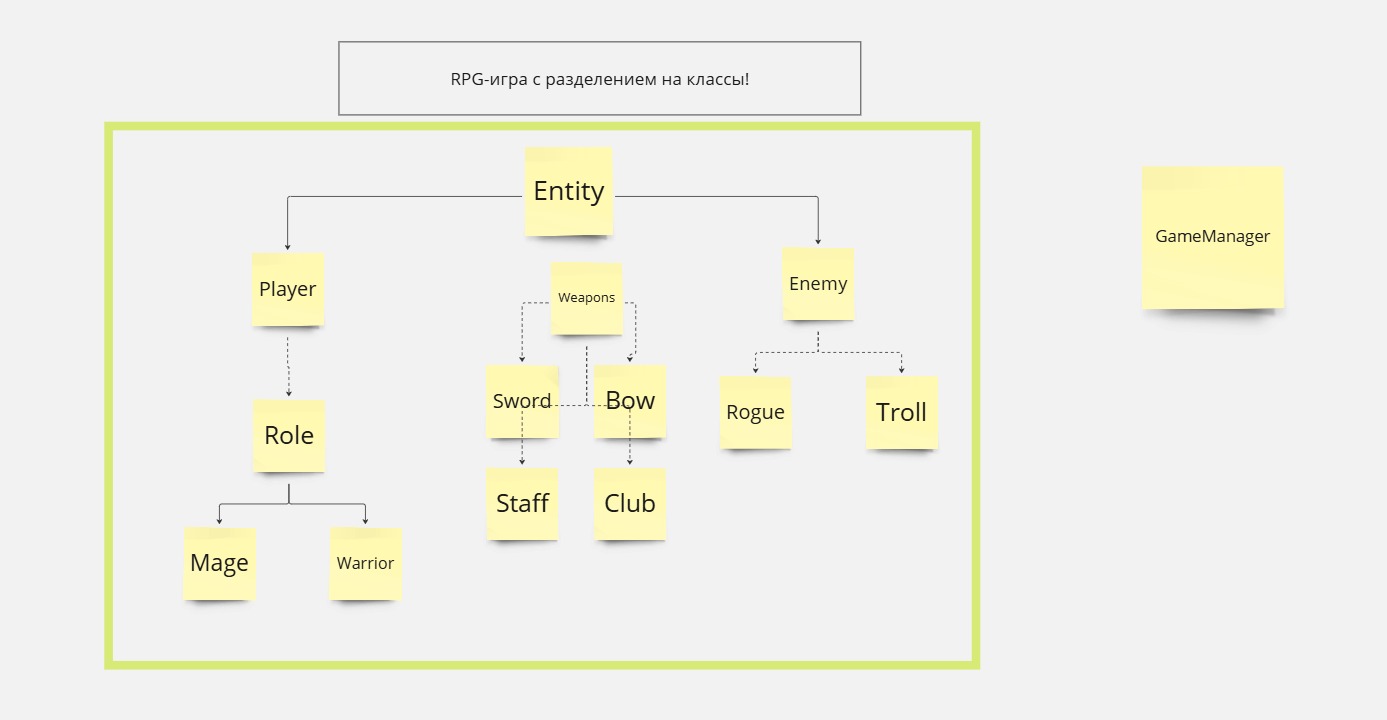 RPG-игра с разделением на классы!
Entity
GameManager
Player
Weapons
Enemy
Sword
Bow
Rogue
Troll
Role
Staff
Club
Mage
Warrior